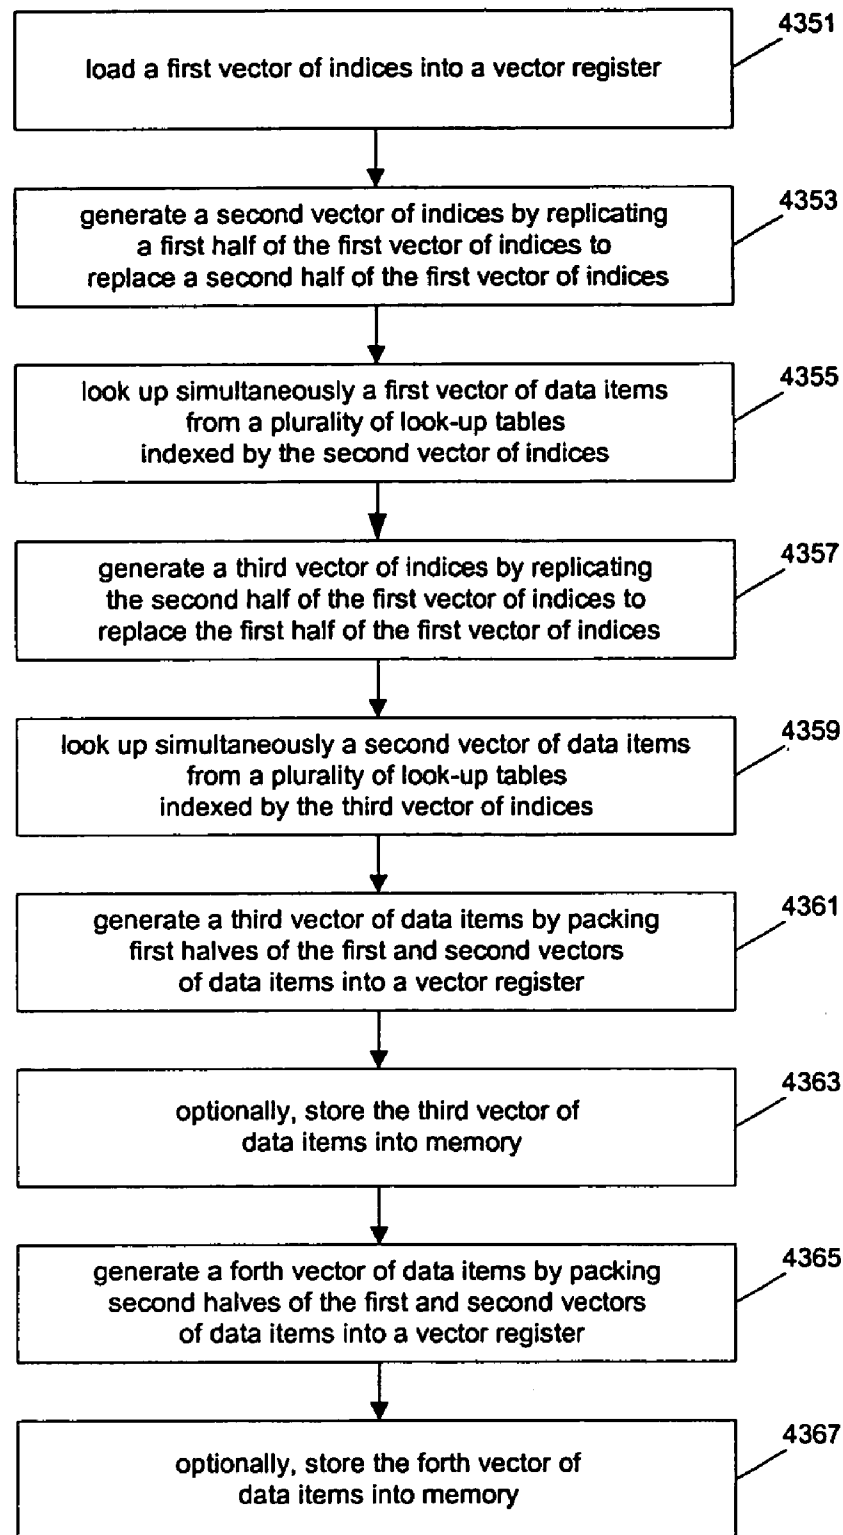 4351
load a first vector of indices into a vector register
4353
generate a second vector of indices by replicating
a first half of the first vector of indices to
replace a second half of the first vector of indices
4355
look up simultaneously a first vector of data items
from a plurality of look-up tables
indexed by the second vector of indices
4357
generate a third vector of indices by replicating
the second half of the first vector of indices to
replace the first half of the first vector of indices
4359
look up simultaneously a second vector of data items
from a plurality of look-up tables
indexed by the third vector of indices
4361
generate a third vector of data items by packing
first halves of the first and second vectors
of data items into a vector register
4363
optionally, store the third vector of
data items into memory
4365
generate a forth vector of data items by packing
second halves of the first and second vectors
of data items into a vector register
4367
optionally, store the forth vector of
data items into memory